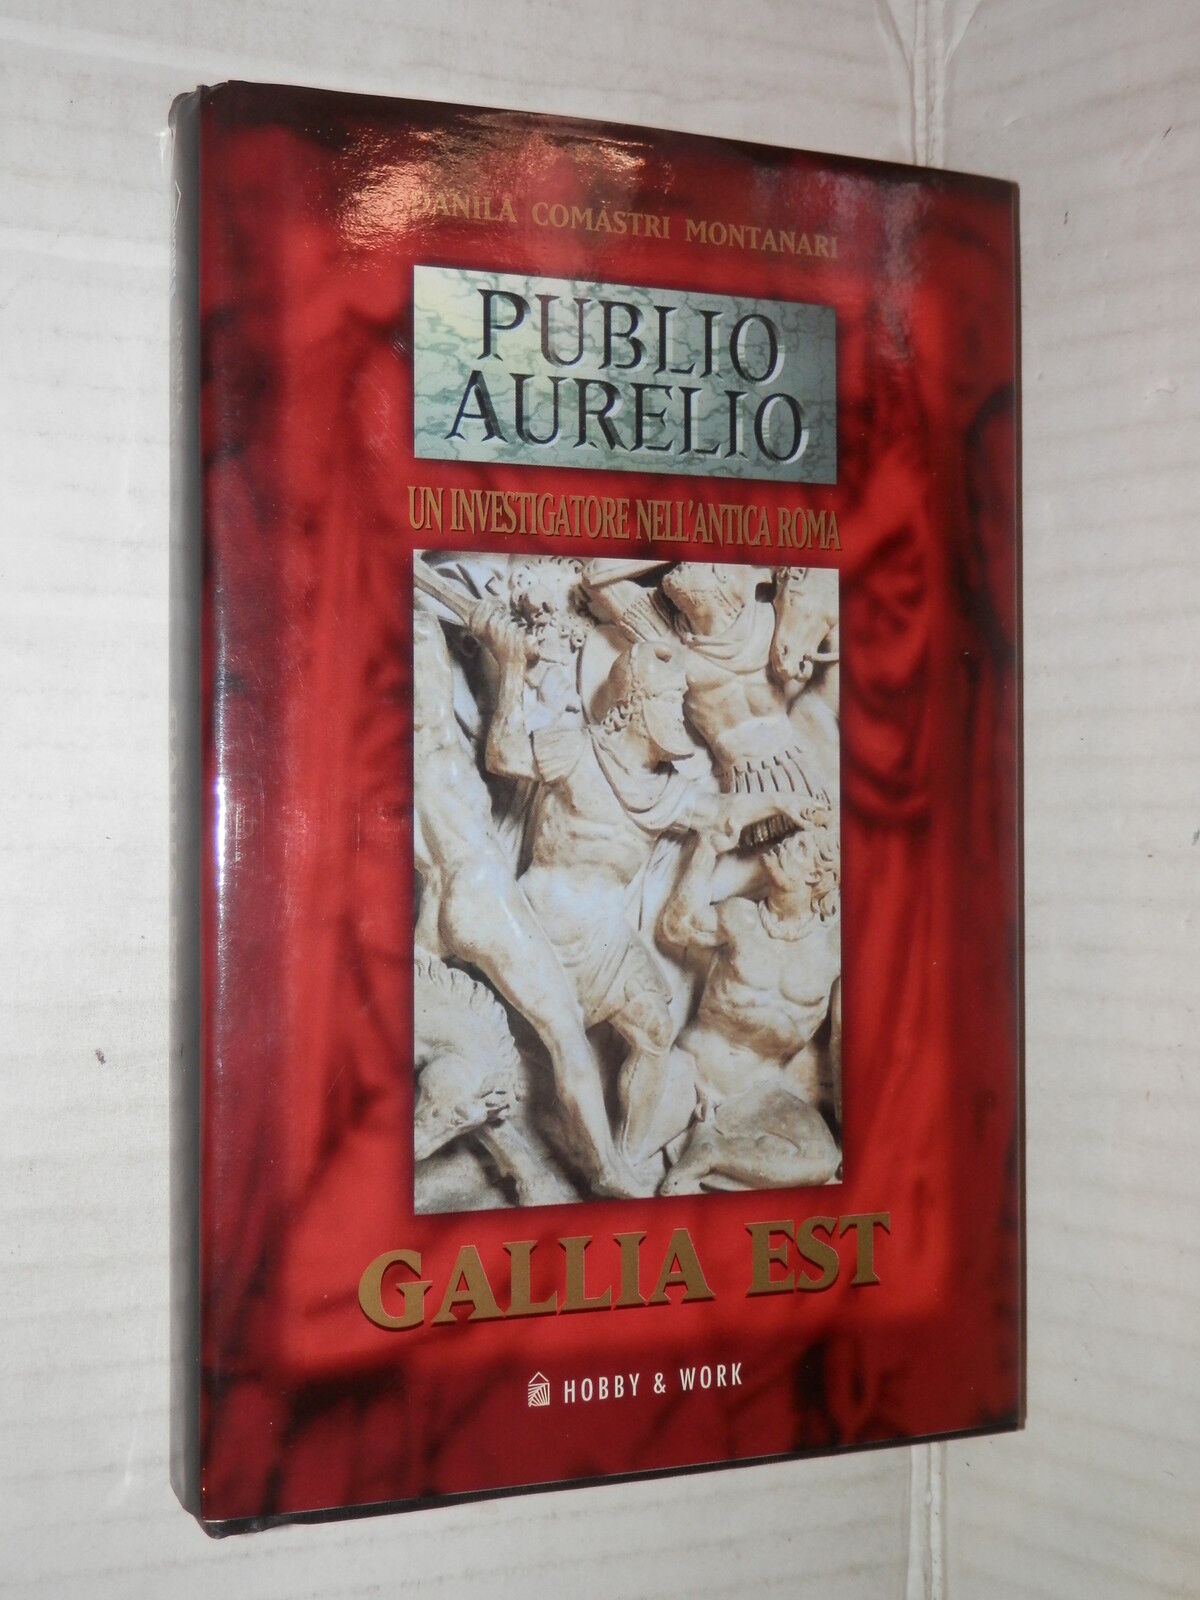 DANILA COMASTRI MONTANARI
PUBLIO
AURELIO
UN INVESTIGATORE NELL'ANTICA ROMA
GALLIA EST
HOBBY & WORK